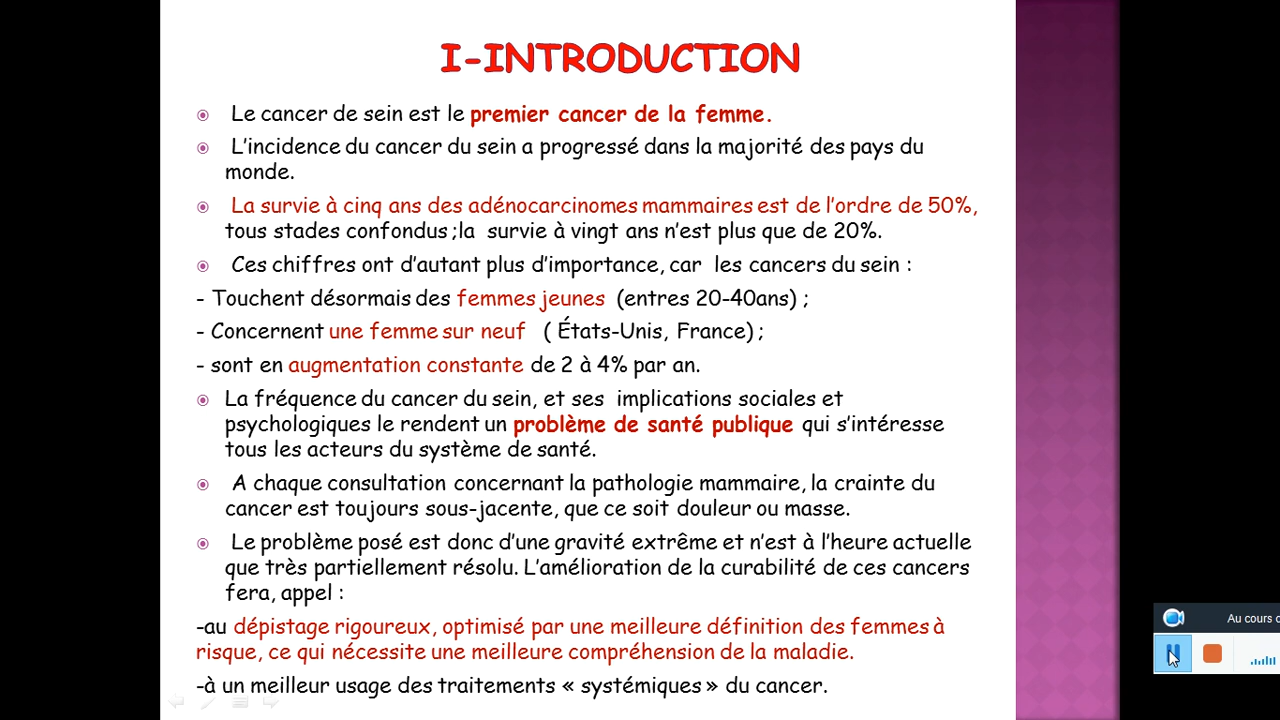 I-INTRODUCTION
Le cancer de sein est le premier cancer de la femme.
L'incidence du cancer du sein a progressé dans la majorité des pays du
monde.
La survie à cinq ans des adénocarcinomes mammaires est de l'ordre de 50%,
tous stades confondus ;la survie à vingt ans n'est plus que de 20%.
Ces chiffres ont d'autant plus d'importance, car les cancers du sein :
- Touchent désormais des femmes jeunes (entres 20-40ans) ;
- Concernent une femme sur neuf ( États-Unis, France) ;
- sont en augmentation constante de 2 à 4% par an.
La fréquence du cancer du sein, et ses implications sociales et
psychologiques le rendent un problème de santé publique qui s'intéresse
tous les acteurs du système de santé.
A chaque consultation concernant la pathologie mammaire, la crainte du
cancer est toujours sous-jacente, que ce soit douleur ou masse.
Le problème posé est donc d'une gravité extrême et n'est à l'heure actuelle
que très partiellement résolu. L'amélioration de la curabilité de ces cancers
fera, appel :
-au dépistage rigoureux, optimisé par une meilleure définition des femmes à
risque, ce qui nécessite une meilleure compréhension de la maladie.
-à un meilleur usage des traitements « systémiques » du cancer.
Au cours